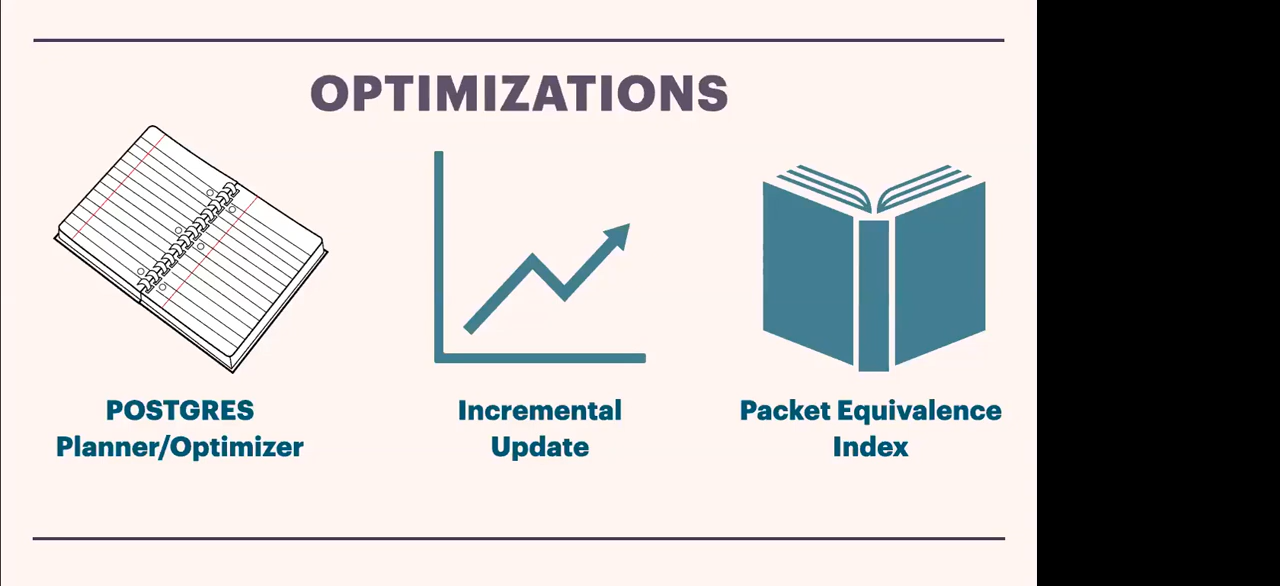 OPTIMIZATIONS
POSTGRES
Planner/Optimizer
Incremental
Update
Packet Equivalence
Index